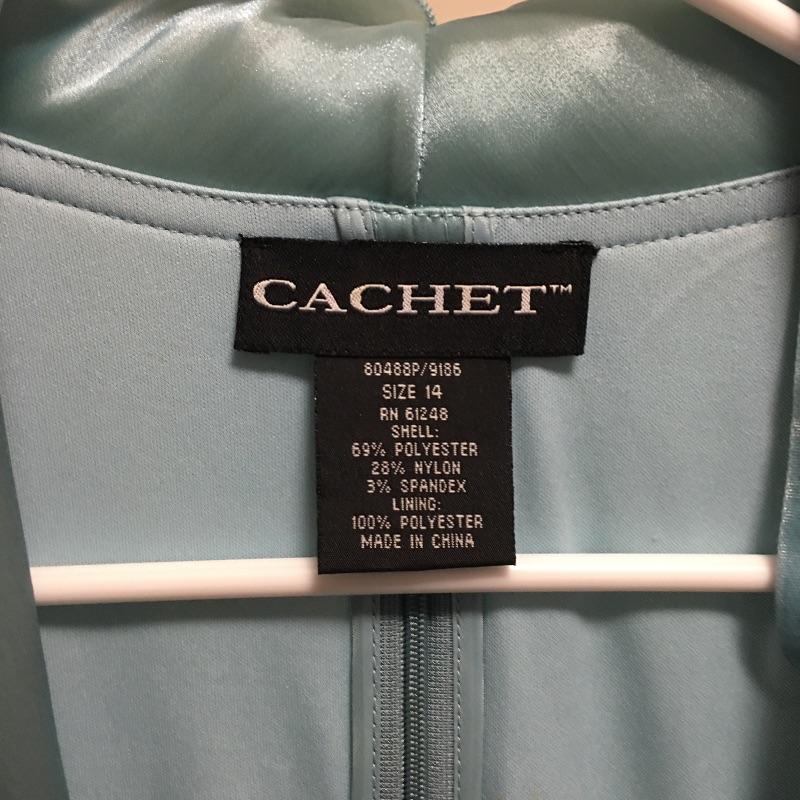 CACHET™
80488P/9186
SIZE 14
RN 61248
SHELL:
69% POLYESTER
28% NYLON
3% SPANDEX
LINING:
100% POLYESTER
MADE IN CHINA